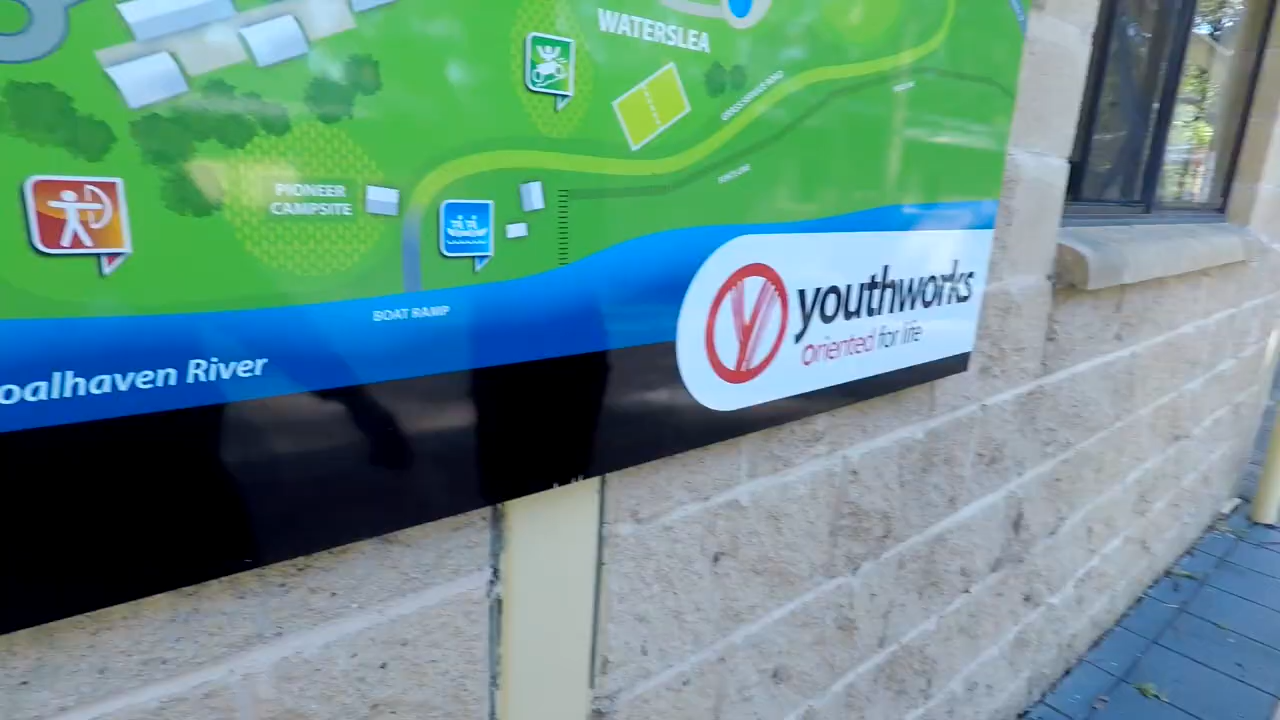 WATERSLEA
PIONEER
CAMPSITE
BOAT RAMP
oalhaven River
youthworks
oriented for life